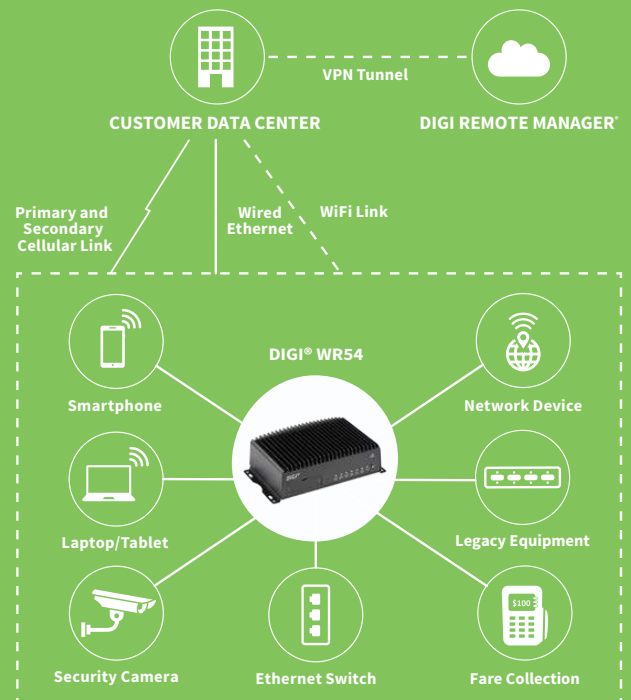 VPN Tunnel
CUSTOMER DATA CENTER
DIGI REMOTE MANAGER®
Primary and
Secondary
Cellular Link
Wired
Ethernet
WiFi Link
DIGI® WR54
Smartphone
Network Device
DIGI
Laptop/Tablet
Legacy Equipment
$100
Security Camera
Ethernet Switch
Fare Collection